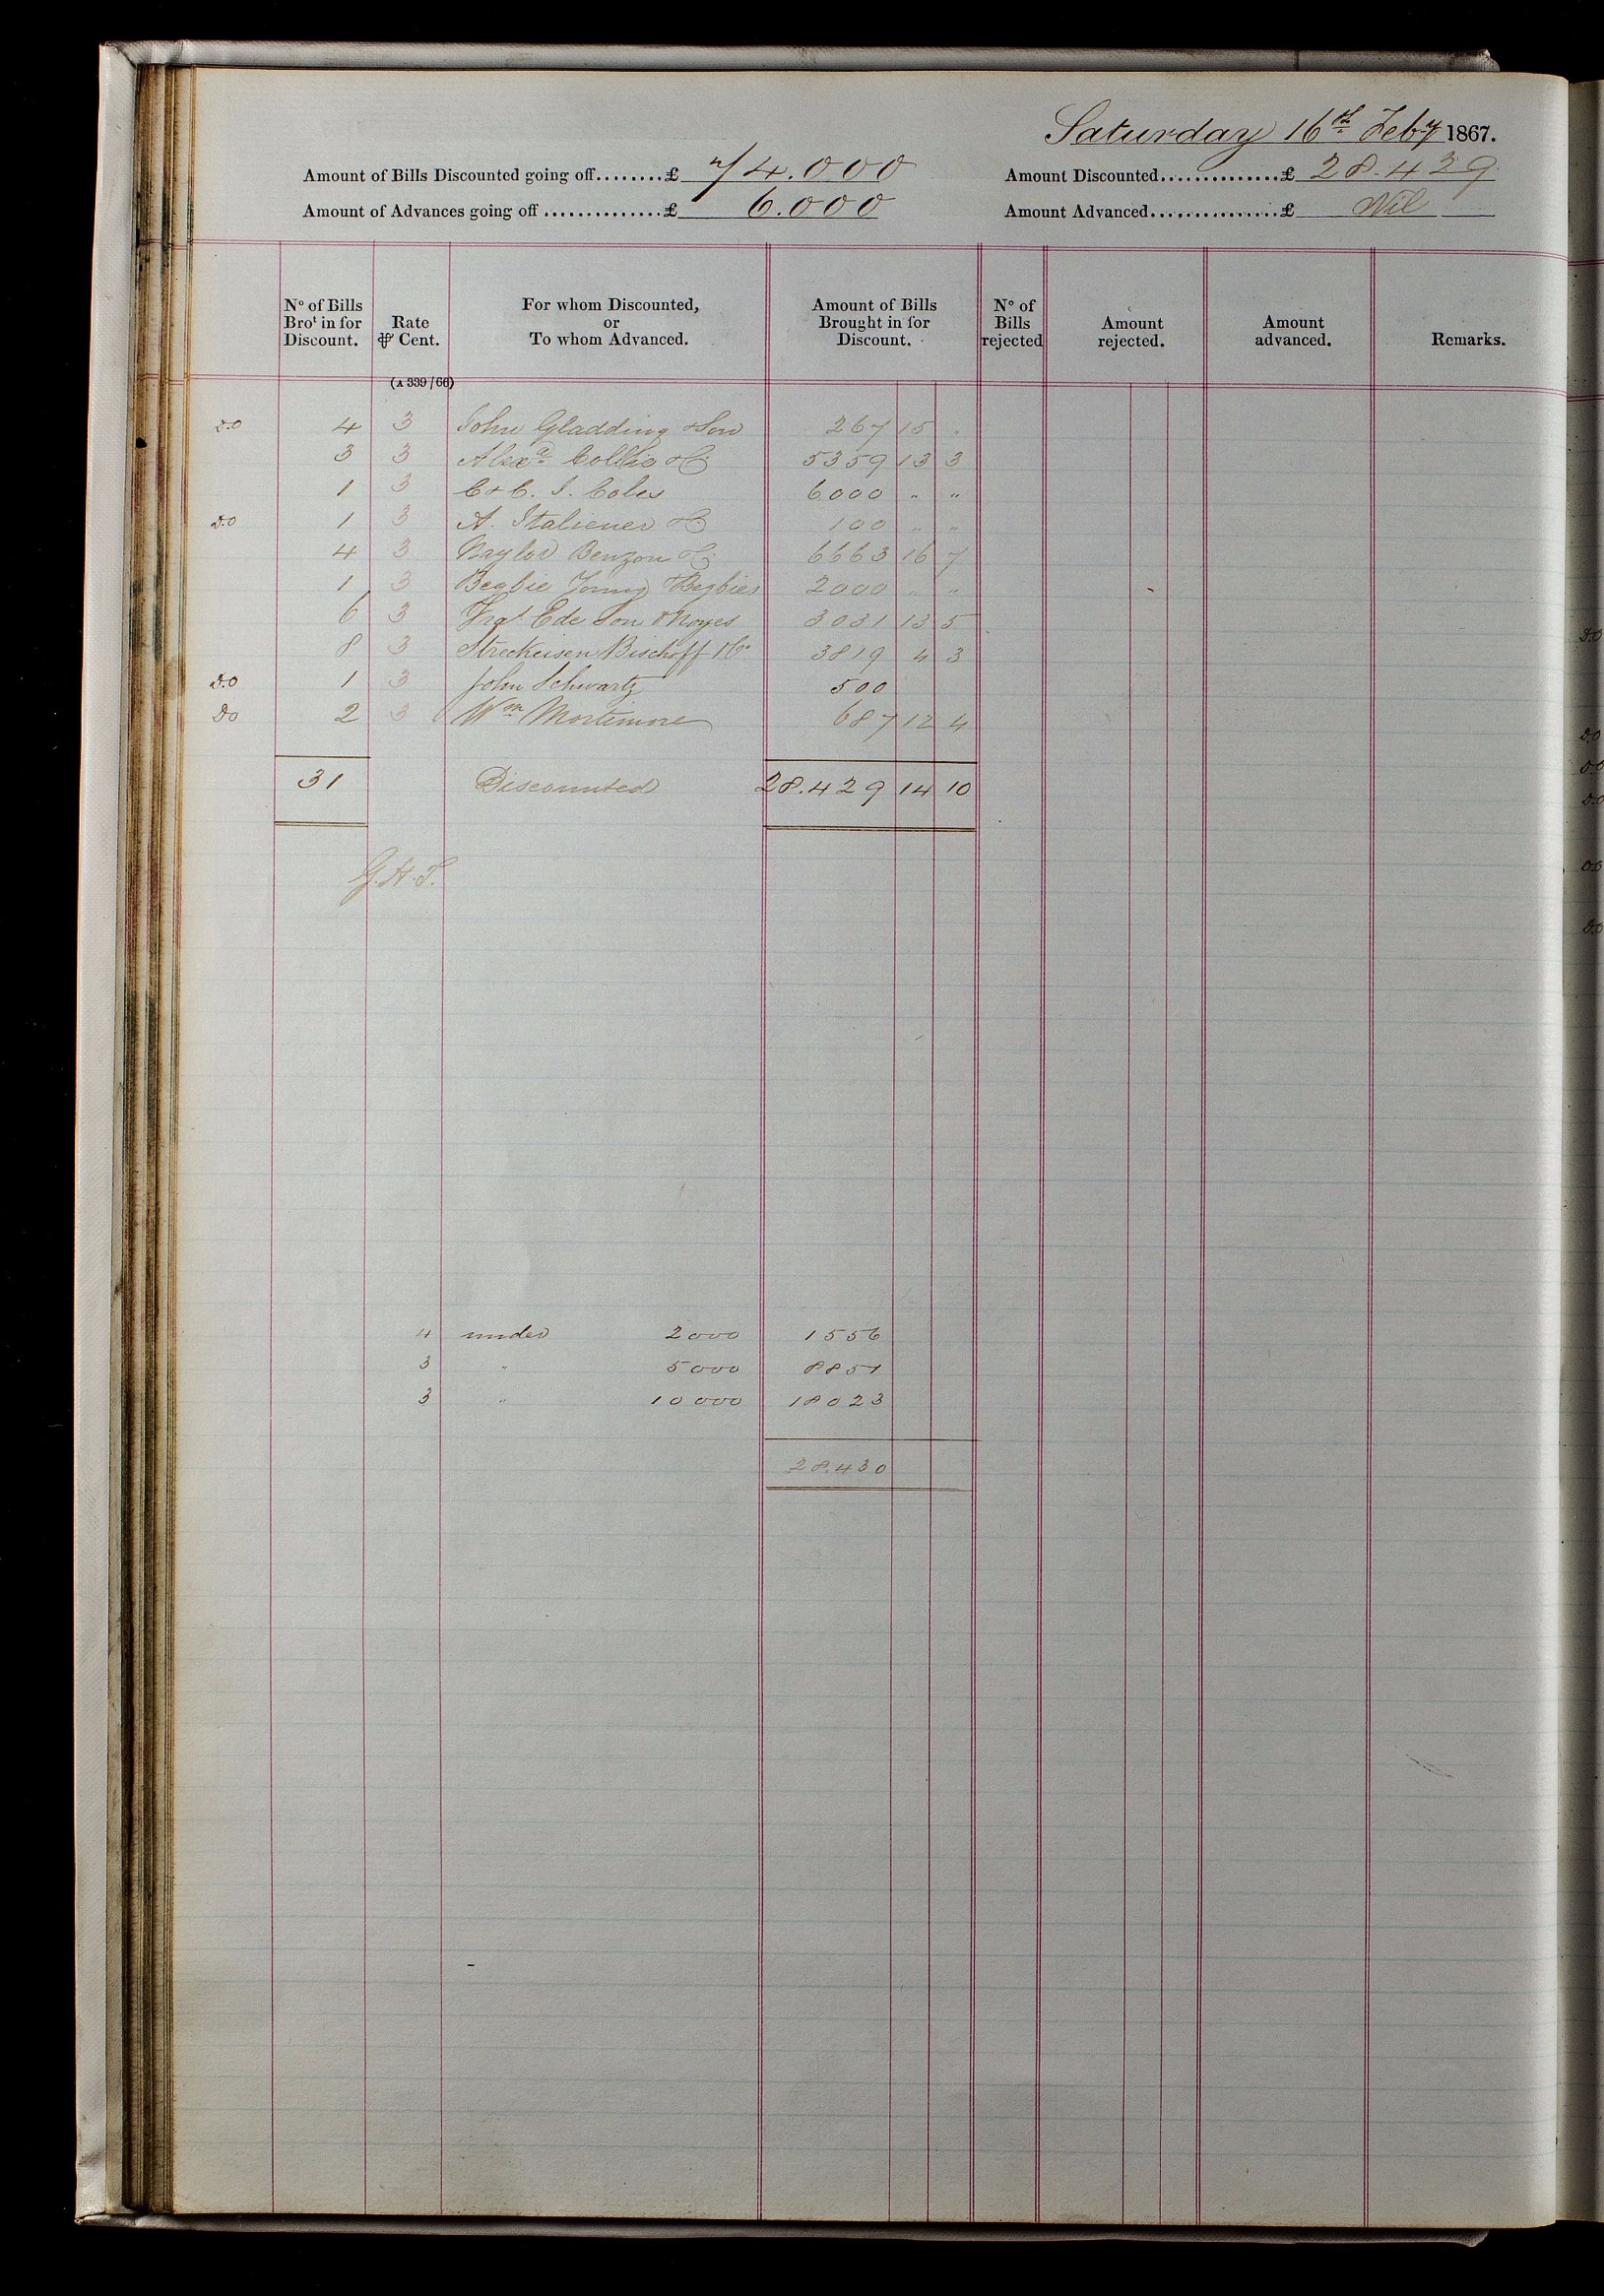 Saturday 16th Feby 1867.
Amount of Bills Discounted going off........£ 74.000 Amount Discounted..............£ 28.429
Amount of Advances going off ..............£ 6.000 Amount Advanced...............£ Nil
No of Bills Brot in for Discount. Rate ⅌ Cent. For whom Discounted, or To whom Advanced. Amount of Bills Brought in for Discount. No of Bills rejected Amount rejected. Amount advanced. Remarks.
(A 339/66)
Do 4 3 John Gladding & Son 267 15 "
3 3 Alexr Collie & Co 5359 13 3
1 3 C & C. J. Coles 6000 " "
Do 1 3 A. Italiener & Co 100 " "
4 3 Naylor Benzon & Co 6663 16 7
1 3 Begbie Young & Begbies 2000 " "
6 3 Fras Ede Son & Noyes 3031 13 5
8 3 Streckeisen Bischoff & Co 3819 4 3
Do 1 3 John Schwartz 500
Do 2 3 Wm Mortimore 687 12 4
31 Discounted 28.429 14 10
G.H.T.
4 under 2000 1556
3 " 5000 8851
3 " 10000 18023
28.430